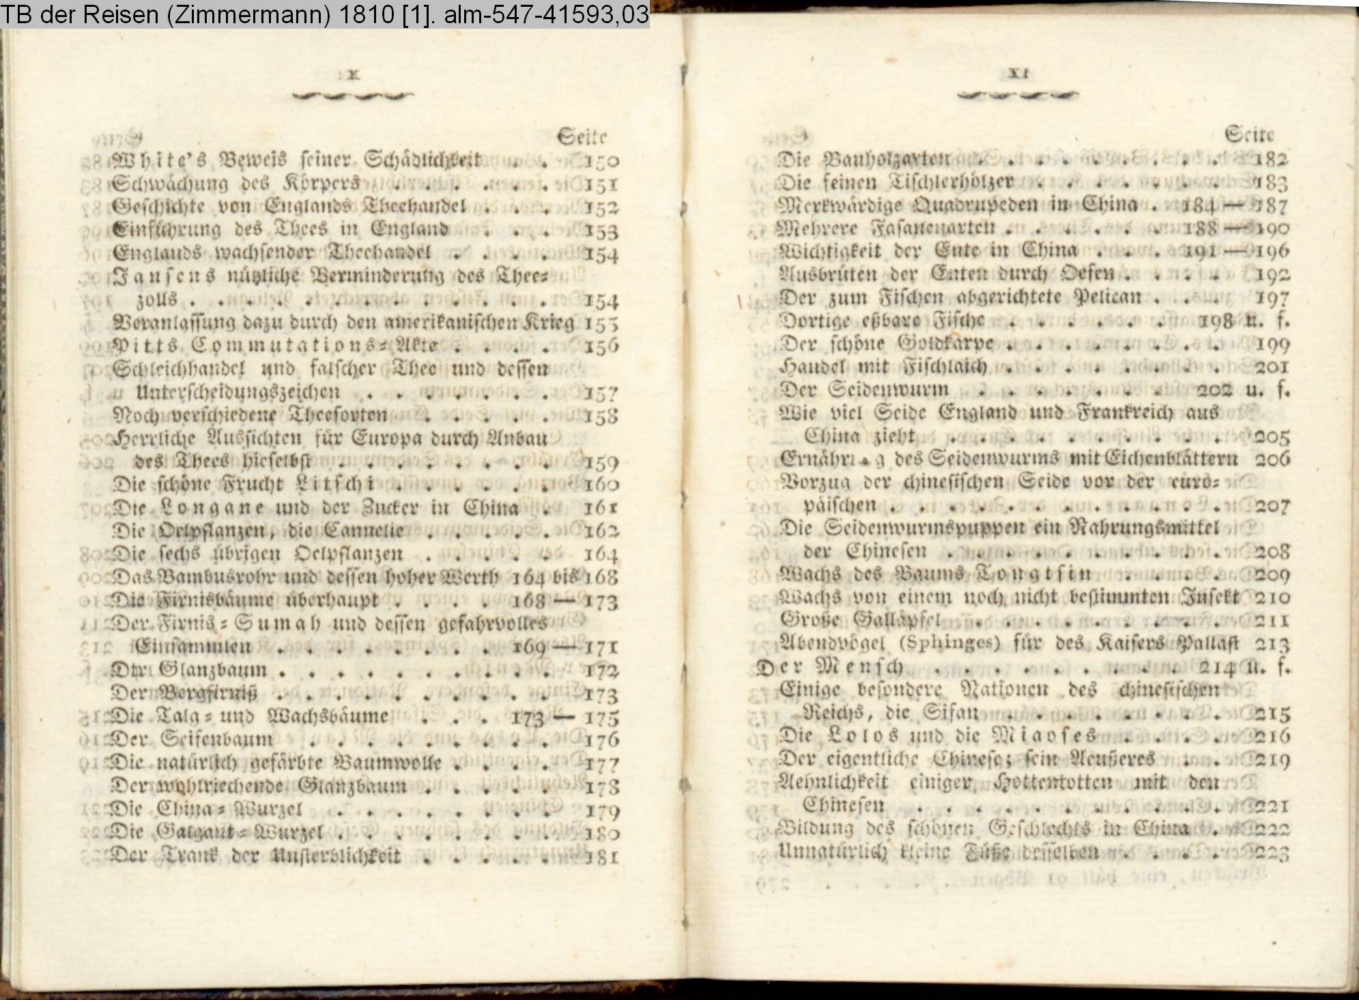 TB der Reisen (Zimmermann) 1810 [1]. alm-547-41593,03
X
Seite
White's Beweis seiner Schädlichkeit . . 150
Schwächung des Körpers . . . . . . 151
Geschichte von Englands Theehandel . . . 152
Einführung des Thees in England . . . . 153
Englands wachsender Theehandel . . . . 154
Jansens nützliche Verminderung des Thee=
zolls . . . . . . . . . . . . . 154
Veranlassung dazu durch den amerikanischen Krieg 155
Pitts Commutations=Akte . . . . 156
Schleichhandel und falscher Thee und dessen
Unterscheidungszeichen . . . . . . . 157
Noch verschiedene Theesorten . . . . . 158
Herrliche Aussichten für Europa durch Anbau
des Thees hieselbst . . . . . . . 159
Die schöne Frucht Litschi . . . . . . 160
Die Longane und der Zucker in China . . 161
Die Oelpflanzen, die Cannelie . . . . . 162
Die sechs übrigen Oelpflanzen . . . . . 164
Das Bambusrohr und dessen hoher Werth 164 bis 168
Die Firnisbäume überhaupt . . . . 168 — 173
Der Firnis=Sumah und dessen gefahrvolles
Einsammlen . . . . . . . . 169 — 171
Der Glanzbaum . . . . . . . . . . 172
Der Bergfirniß . . . . . . . . . . 173
Die Talg= und Wachsbäume . . . 173 — 175
Der Seifenbaum . . . . . . . . . 176
Die natürlich gefärbte Baumwolle . . . . 177
Der wohlriechende Glanzbaum . . . . . 178
Die China=Wurzel . . . . . . . . 179
Die Galgant=Wurzel . . . . . . . . 180
Der Trank der Unsterblichkeit . . . . . 181
XI
Seite
Die Bauholzarten . . . . . . . . . 182
Die feinen Tischlerhölzer . . . . . . . 183
Merkwürdige Quadrupeden in China . 184 — 187
Mehrere Fasanenarten . . . . . . 188 — 190
Wichtigkeit der Ente in China . . . 191 — 196
Ausbrüten der Enten durch Oefen . . . . 192
Der zum Fischen abgerichtete Pelican . . . 197
Dortige eßbare Fische . . . . . . 198 u. f.
Der schöne Goldkarpe . . . . . . . . 199
Handel mit Fischlaich . . . . . . . . 201
Der Seidenwurm . . . . . . . 202 u. f.
Wie viel Seide England und Frankreich aus
China zieht . . . . . . . . . . 205
Ernährung des Seidenwurms mit Eichenblättern 206
Vorzug der chinesischen Seide vor der euro=
päischen . . . . . . . . . . . . 207
Die Seidenwurmspuppen ein Nahrungsmittel
der Chinesen . . . . . . . . . . 208
Wachs des Baums Tongtsin . . . . 209
Wachs von einem noch nicht bestimmten Insekt 210
Große Galläpfel . . . . . . . . . 211
Abendvögel (Sphinges) für des Kaisers Pallast 213
Der Mensch . . . . . . . . . 214 u. f.
Einige besondere Nationen des chinesischen
Reichs, die Sifan . . . . . . . . 215
Die Lolos und die Miaoses . . . . . 216
Der eigentliche Chinese; sein Aeußeres . . . 219
Aehnlichkeit einiger Hottentotten mit den
Chinesen . . . . . . . . . . . 221
Bildung des schönen Geschlechts in China . . 222
Unnatürlich kleine Füße desselben . . . . 223